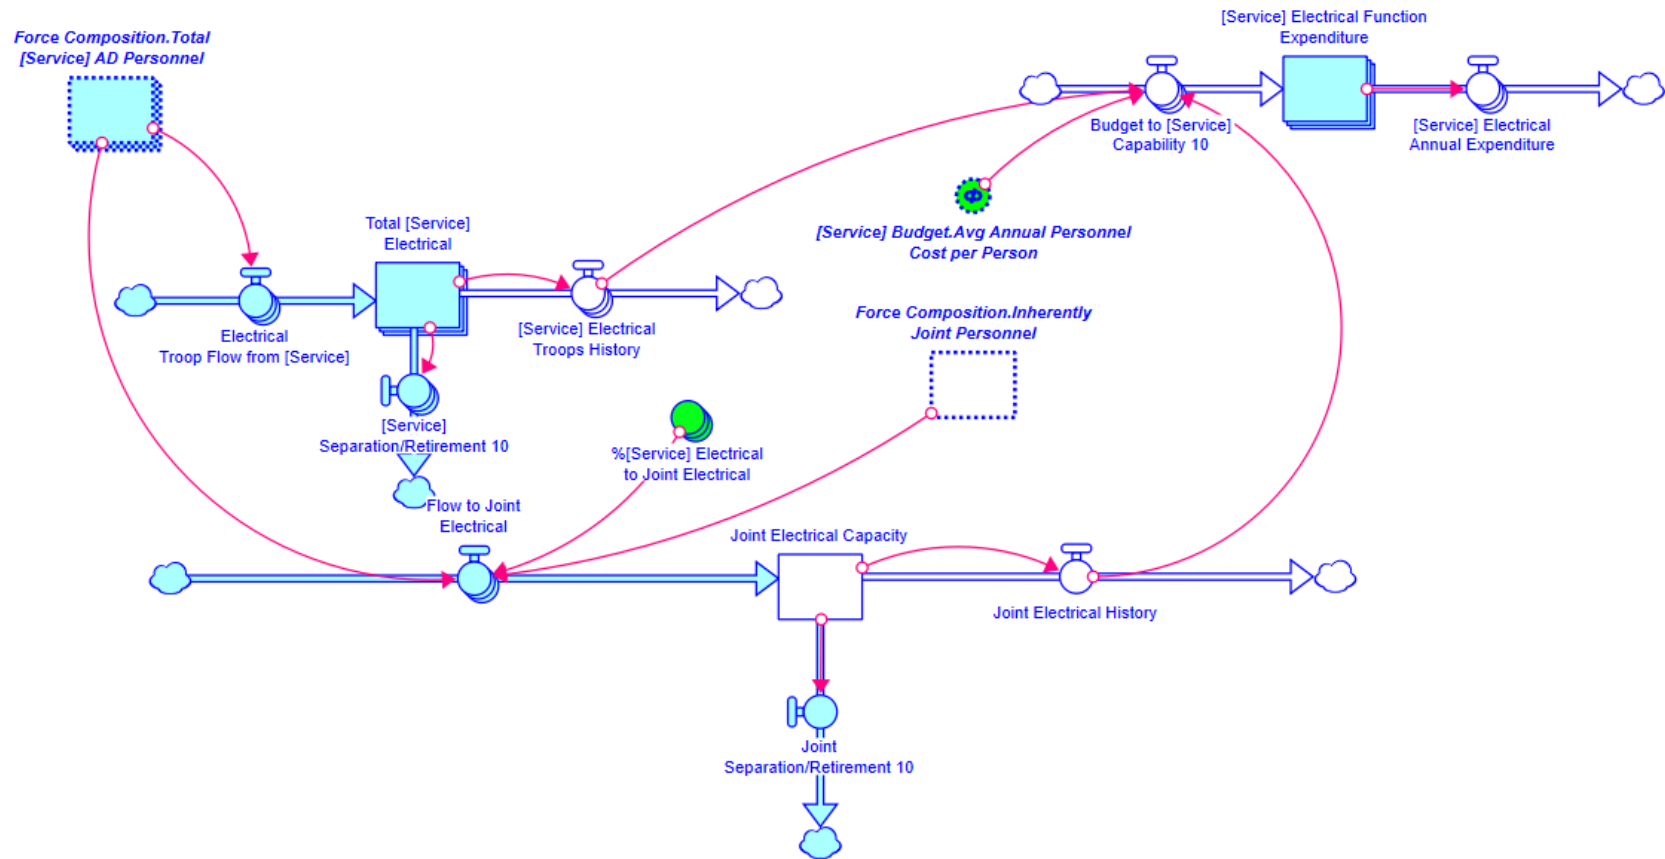 Force Composition.Total
[Service] AD Personnel
[Service] Electrical Function
Expenditure
Budget to [Service]
Capability 10
[Service] Electrical
Annual Expenditure
Total [Service]
Electrical
Φ
[Service] Budget.Avg Annual Personnel
Cost per Person
Electrical
Troop Flow from [Service]
[Service] Electrical
Troops History
Force Composition.Inherently
Joint Personnel
[Service]
Separation/Retirement 10
%[Service] Electrical
to Joint Electrical
Flow to Joint
Electrical
Joint Electrical Capacity
Joint Electrical History
Joint
Separation/Retirement 10